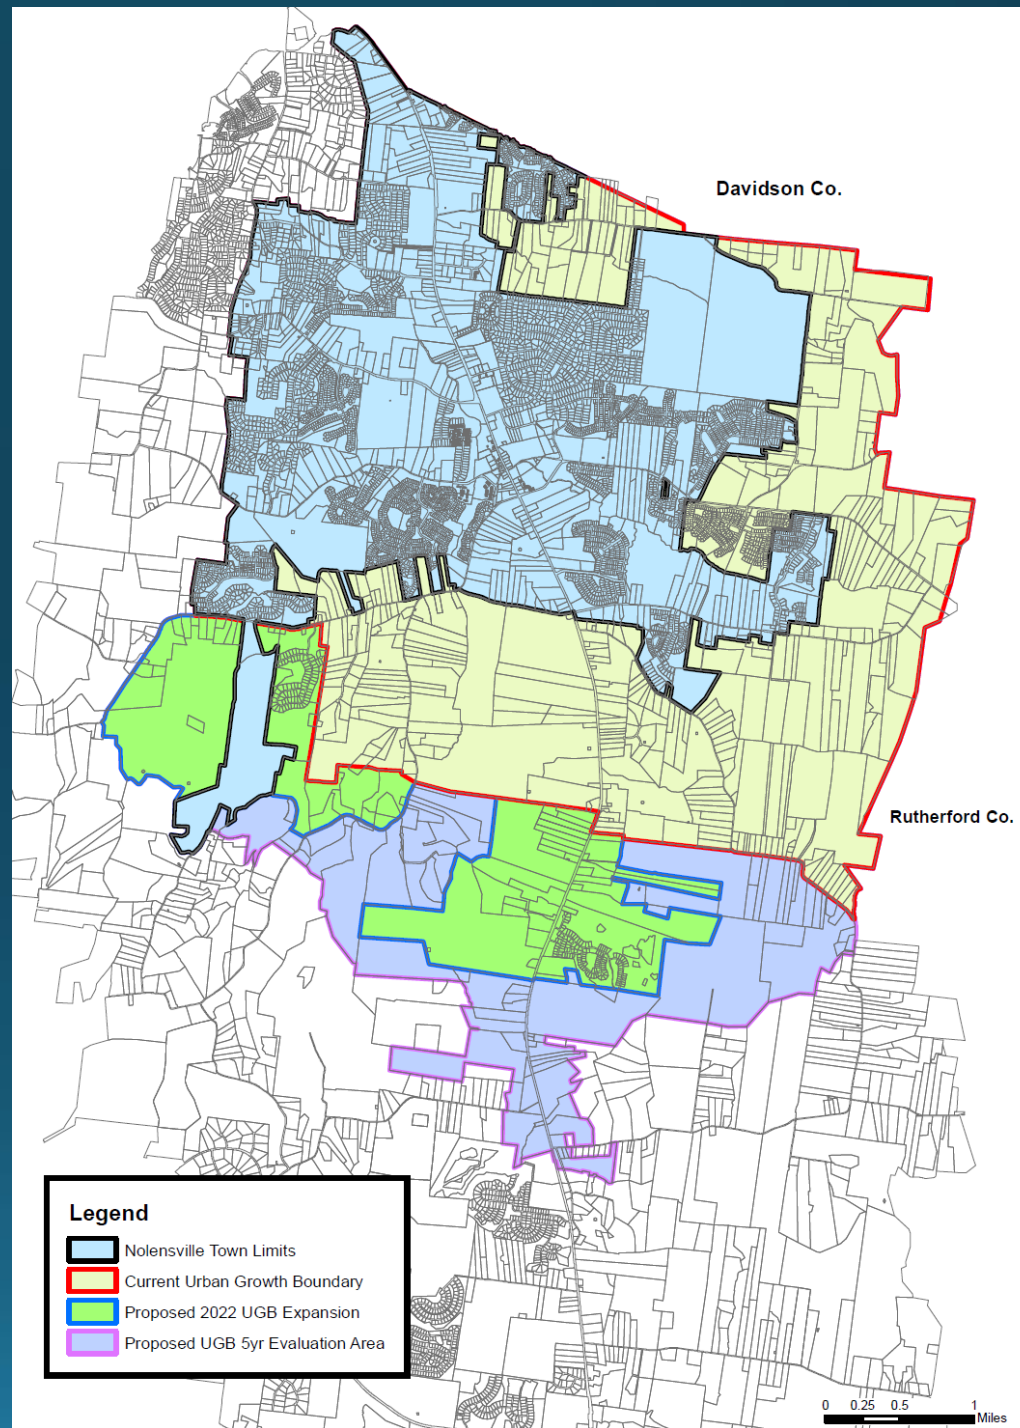 Davidson Co.
Rutherford Co.
Legend
Nolensville Town Limits
Current Urban Growth Boundary
Proposed 2022 UGB Expansion
Proposed UGB 5yr Evaluation Area
0 0.25 0.5 1
Miles